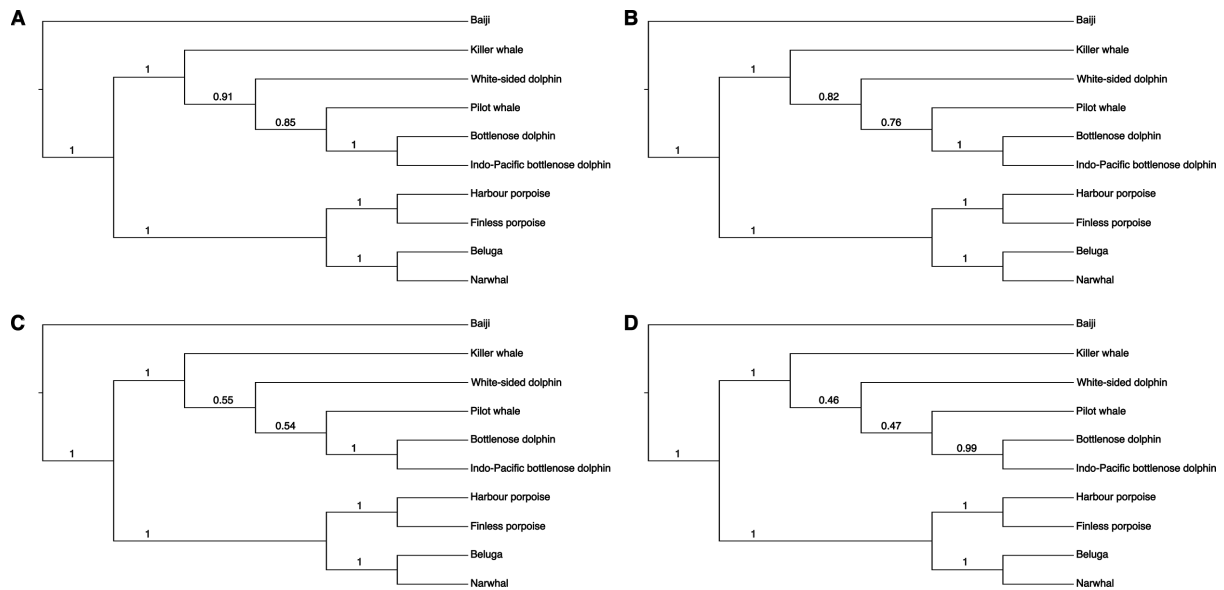 A
Baiji
Killer whale
1
White-sided dolphin
0.91
Pilot whale
0.85
Bottlenose dolphin
1
1
Indo-Pacific bottlenose dolphin
Harbour porpoise
1
Finless porpoise
1
Beluga
1
Narwhal
B
Baiji
Killer whale
1
White-sided dolphin
0.82
Pilot whale
0.76
Bottlenose dolphin
1
1
Indo-Pacific bottlenose dolphin
Harbour porpoise
1
Finless porpoise
1
Beluga
1
Narwhal
C
Baiji
Killer whale
1
White-sided dolphin
0.55
Pilot whale
0.54
Bottlenose dolphin
1
1
Indo-Pacific bottlenose dolphin
Harbour porpoise
1
Finless porpoise
1
Beluga
1
Narwhal
D
Baiji
Killer whale
1
White-sided dolphin
0.46
Pilot whale
0.47
Bottlenose dolphin
0.99
1
Indo-Pacific bottlenose dolphin
Harbour porpoise
1
Finless porpoise
1
Beluga
1
Narwhal